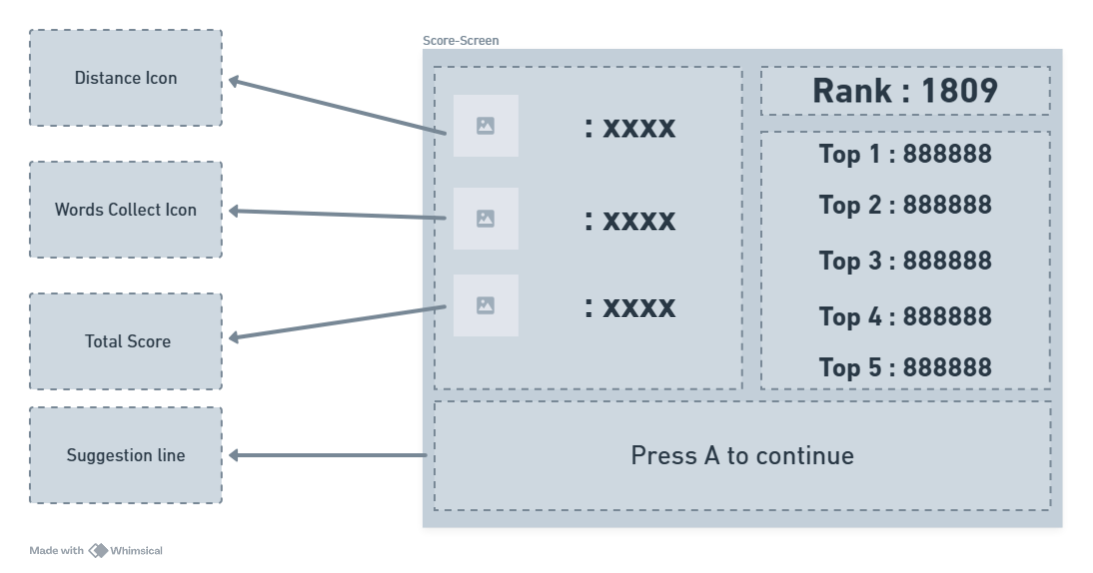 Distance Icon
Words Collect Icon
Total Score
Suggestion line
Score-Screen
: xxxx
: xxxx
: xxxx
Rank : 1809
Top 1 : 888888
Top 2 : 888888
Top 3 : 888888
Top 4 : 888888
Top 5 : 888888
Press A to continue
Made with Whimsical